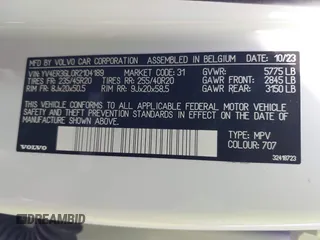 MFD. BY VOLVO CAR CORPORATION ASSEMBLED IN BELGIUM DATE: 10/23
VIN: YV4ER3GL0R2104189 MARKET CODE: 31 GVWR: 5775 LB
TIRES FR: 235/45R20 TIRES RR: 255/40R20 GAWR FRONT: 2845 LB
RIM FR: 8Jx20x50.5 RIM RR: 9Jx20x58.5 GAWR REAR: 3150 LB
THIS VEHICLE CONFORMS TO ALL APPLICABLE U.S. FEDERAL
MOTOR VEHICLE SAFETY, BUMPER, AND THEFT
PREVENTION STANDARDS IN EFFECT ON THE DATE
OF MANUFACTURE SHOWN ABOVE.
TYPE: MPV
COLOUR: 707
VOLVO
32418723
DREAMBID